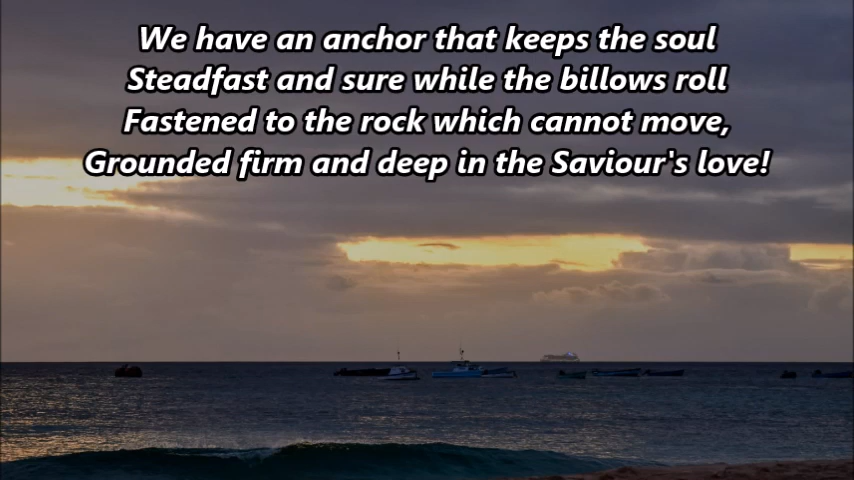 We have an anchor that keeps the soul
Steadfast and sure while the billows roll
Fastened to the rock which cannot move,
Grounded firm and deep in the Saviour's love!